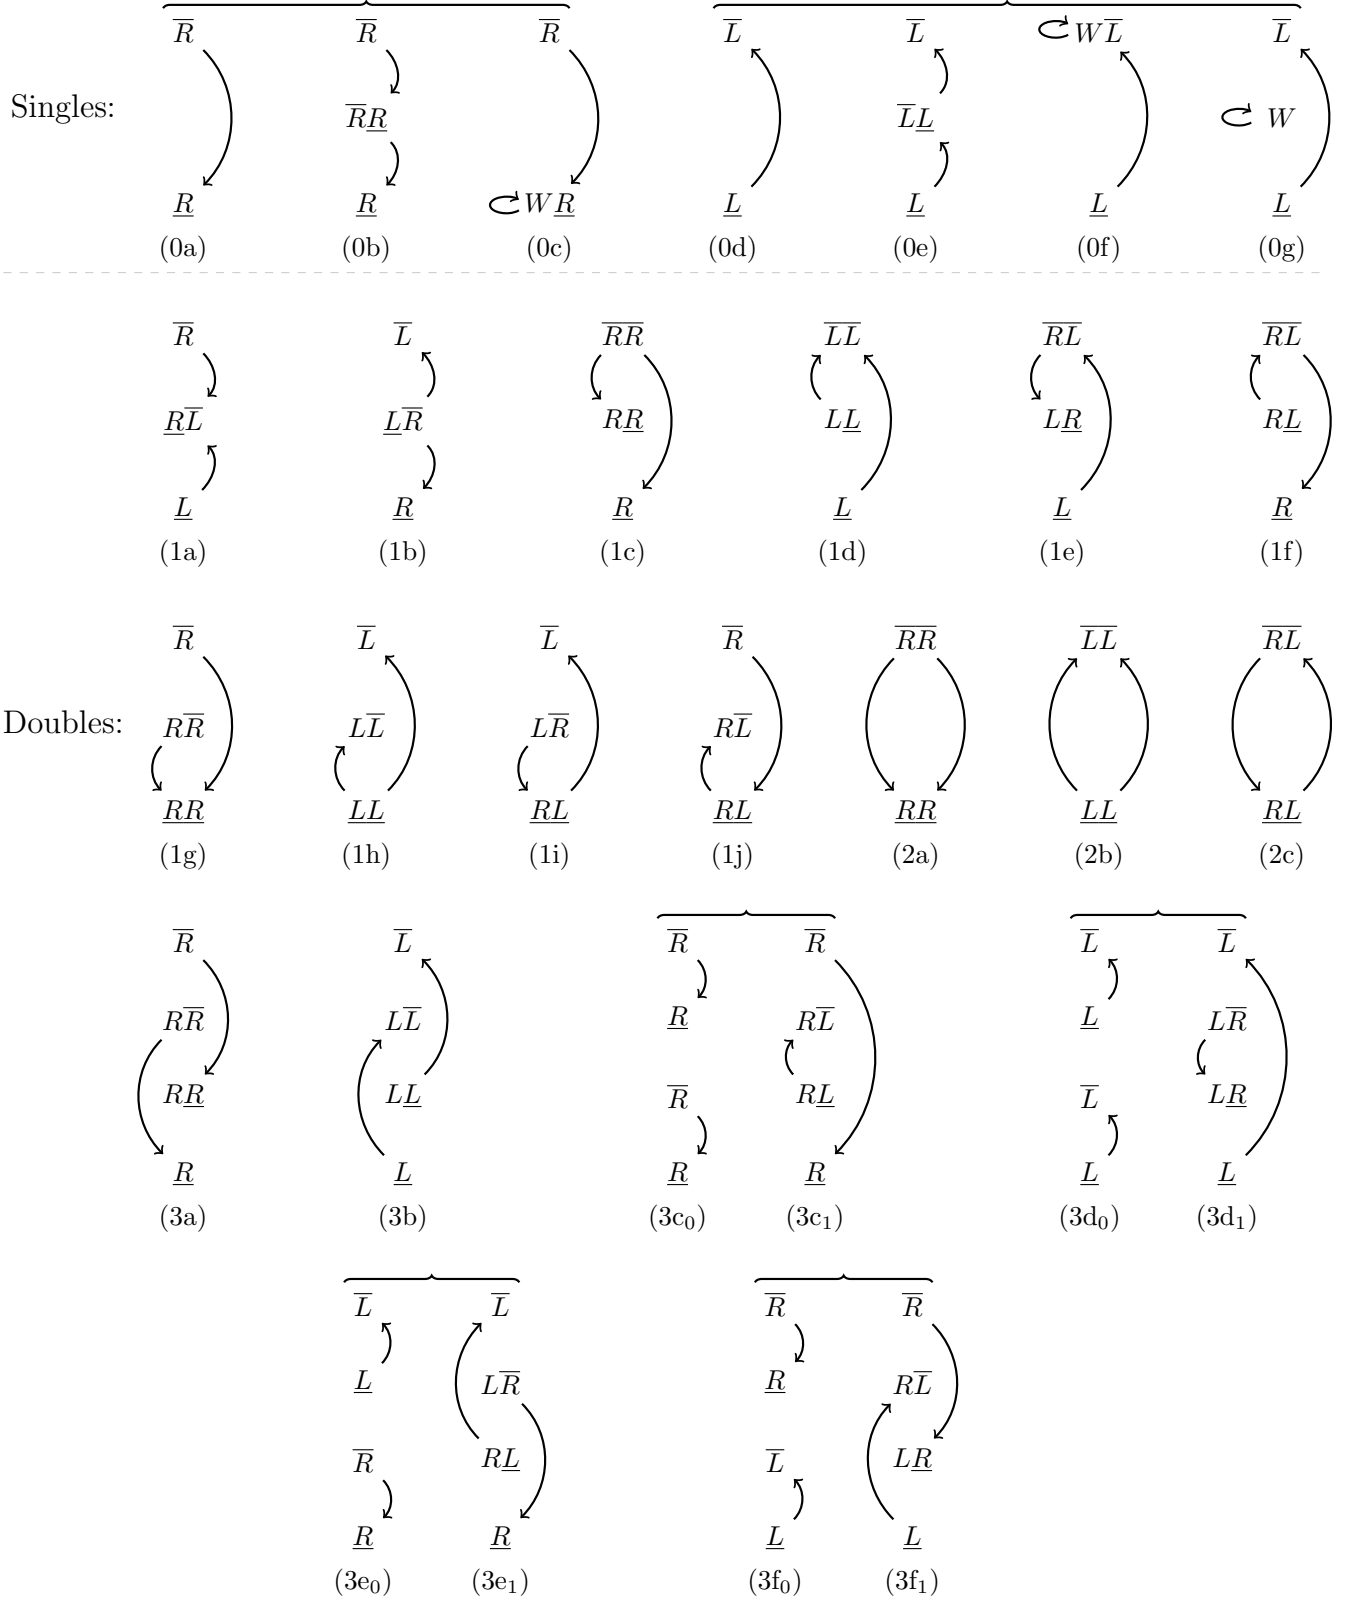 R̅ R̅ R̅ L̅ L̅ WL̅ L̅
Singles: R̅R̲ L̅L̲ W
R̲ R̲ WR̲ L̲ L̲ L̲ L̲
(0a) (0b) (0c) (0d) (0e) (0f) (0g)
R̅ L̅ R̅R̅ L̅L̅ R̅L̅ R̅L̅
R̲L̅ L̲R̅ RR̲ LL̲ LR̲ RL̲
L̲ R̲ R̲ L̲ L̲ R̲
(1a) (1b) (1c) (1d) (1e) (1f)
R̅ L̅ L̅ R̅ R̅R̅ L̅L̅ R̅L̅
Doubles: RR̅ LL̅ LR̅ RL̅
R̲R̲ L̲L̲ R̲L̲ R̲L̲ R̲R̲ L̲L̲ R̲L̲
(1g) (1h) (1i) (1j) (2a) (2b) (2c)
R̅ L̅ R̅ R̅ L̅ L̅
RR̅ LL̅ R̲ RL̅ L̲ LR̅
RR̲ LL̲ R̅ RL̲ L̅ LR̲
R̲ L̲ R̲ R̲ L̲ L̲
(3a) (3b) (3c₀) (3c₁) (3d₀) (3d₁)
L̅ L̅ R̅ R̅
L̲ LR̅ R̲ RL̅
R̅ RL̲ L̅ LR̲
R̲ R̲ L̲ L̲
(3e₀) (3e₁) (3f₀) (3f₁)